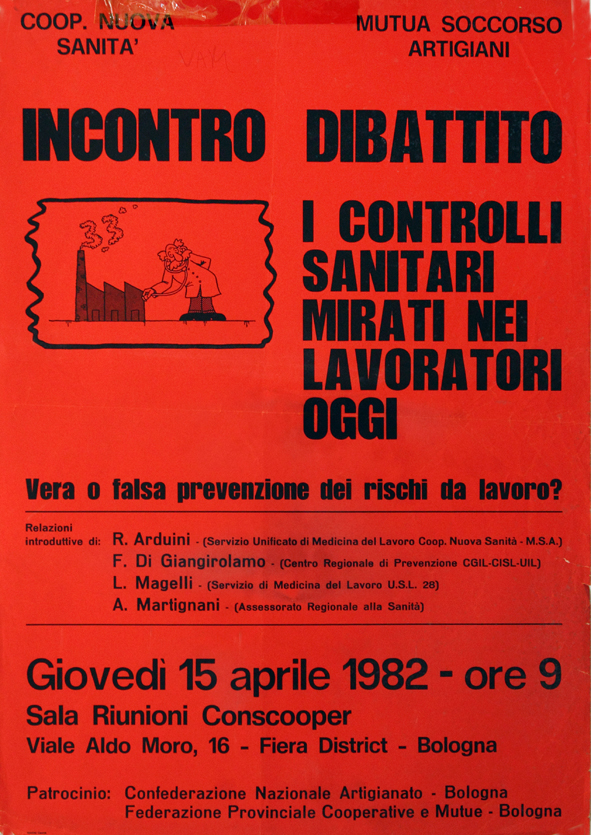 COOP. NUOVA
SANITA'
MUTUA SOCCORSO
ARTIGIANI
INCONTRO DIBATTITO
I CONTROLLI
SANITARI
MIRATI NEI
LAVORATORI
OGGI
33 33
Vera o falsa prevenzione dei rischi da lavoro?
Relazioni
introduttive di: R. Arduini - (Servizio Unificato di Medicina del Lavoro Coop. Nuova Sanità - M.S.A.)
F. Di Giangirolamo - (Centro Regionale di Prevenzione CGIL-CISL-UIL)
L. Magelli - (Servizio di Medicina del Lavoro U.S.L. 28)
A. Martignani - (Assessorato Regionale alla Sanità)
Giovedì 15 aprile 1982 - ore 9
Sala Riunioni Conscooper
Viale Aldo Moro, 16 - Fiera District - Bologna
Patrocinio: Confederazione Nazionale Artigianato - Bologna
Federazione Provinciale Cooperative e Mutue - Bologna